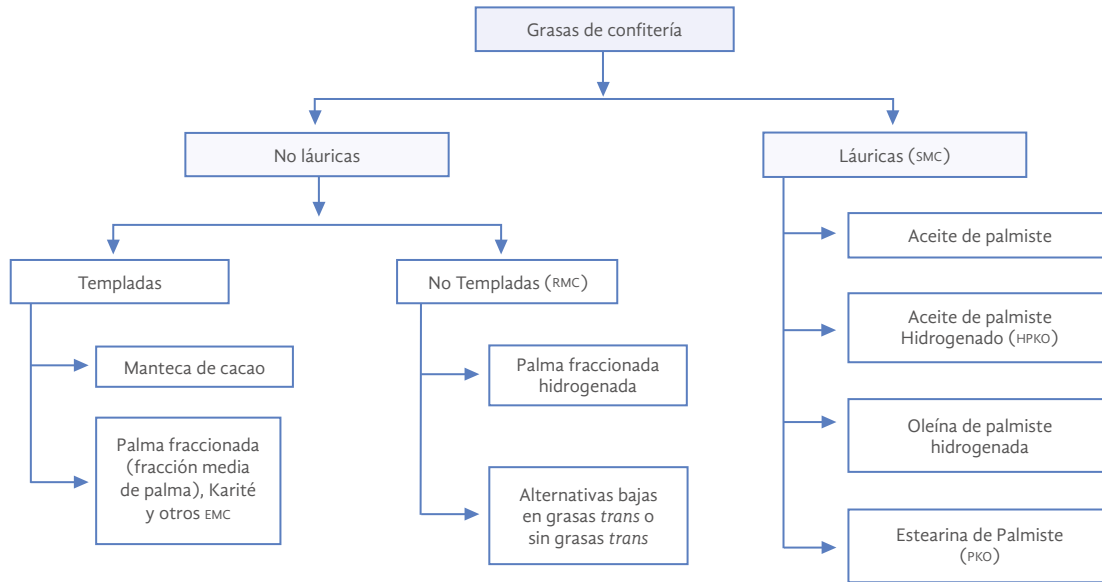 Grasas de confitería
No láuricas
Láuricas (SMC)
Templadas
No Templadas (RMC)
Manteca de cacao
Palma fraccionada
(fracción media
de palma), Karité
y otros EMC
Palma fraccionada
hidrogenada
Alternativas bajas
en grasas trans o
sin grasas trans
Aceite de palmiste
Aceite de palmiste
Hidrogenado (HPKO)
Oleína de palmiste
hidrogenada
Estearina de Palmiste
(PKO)